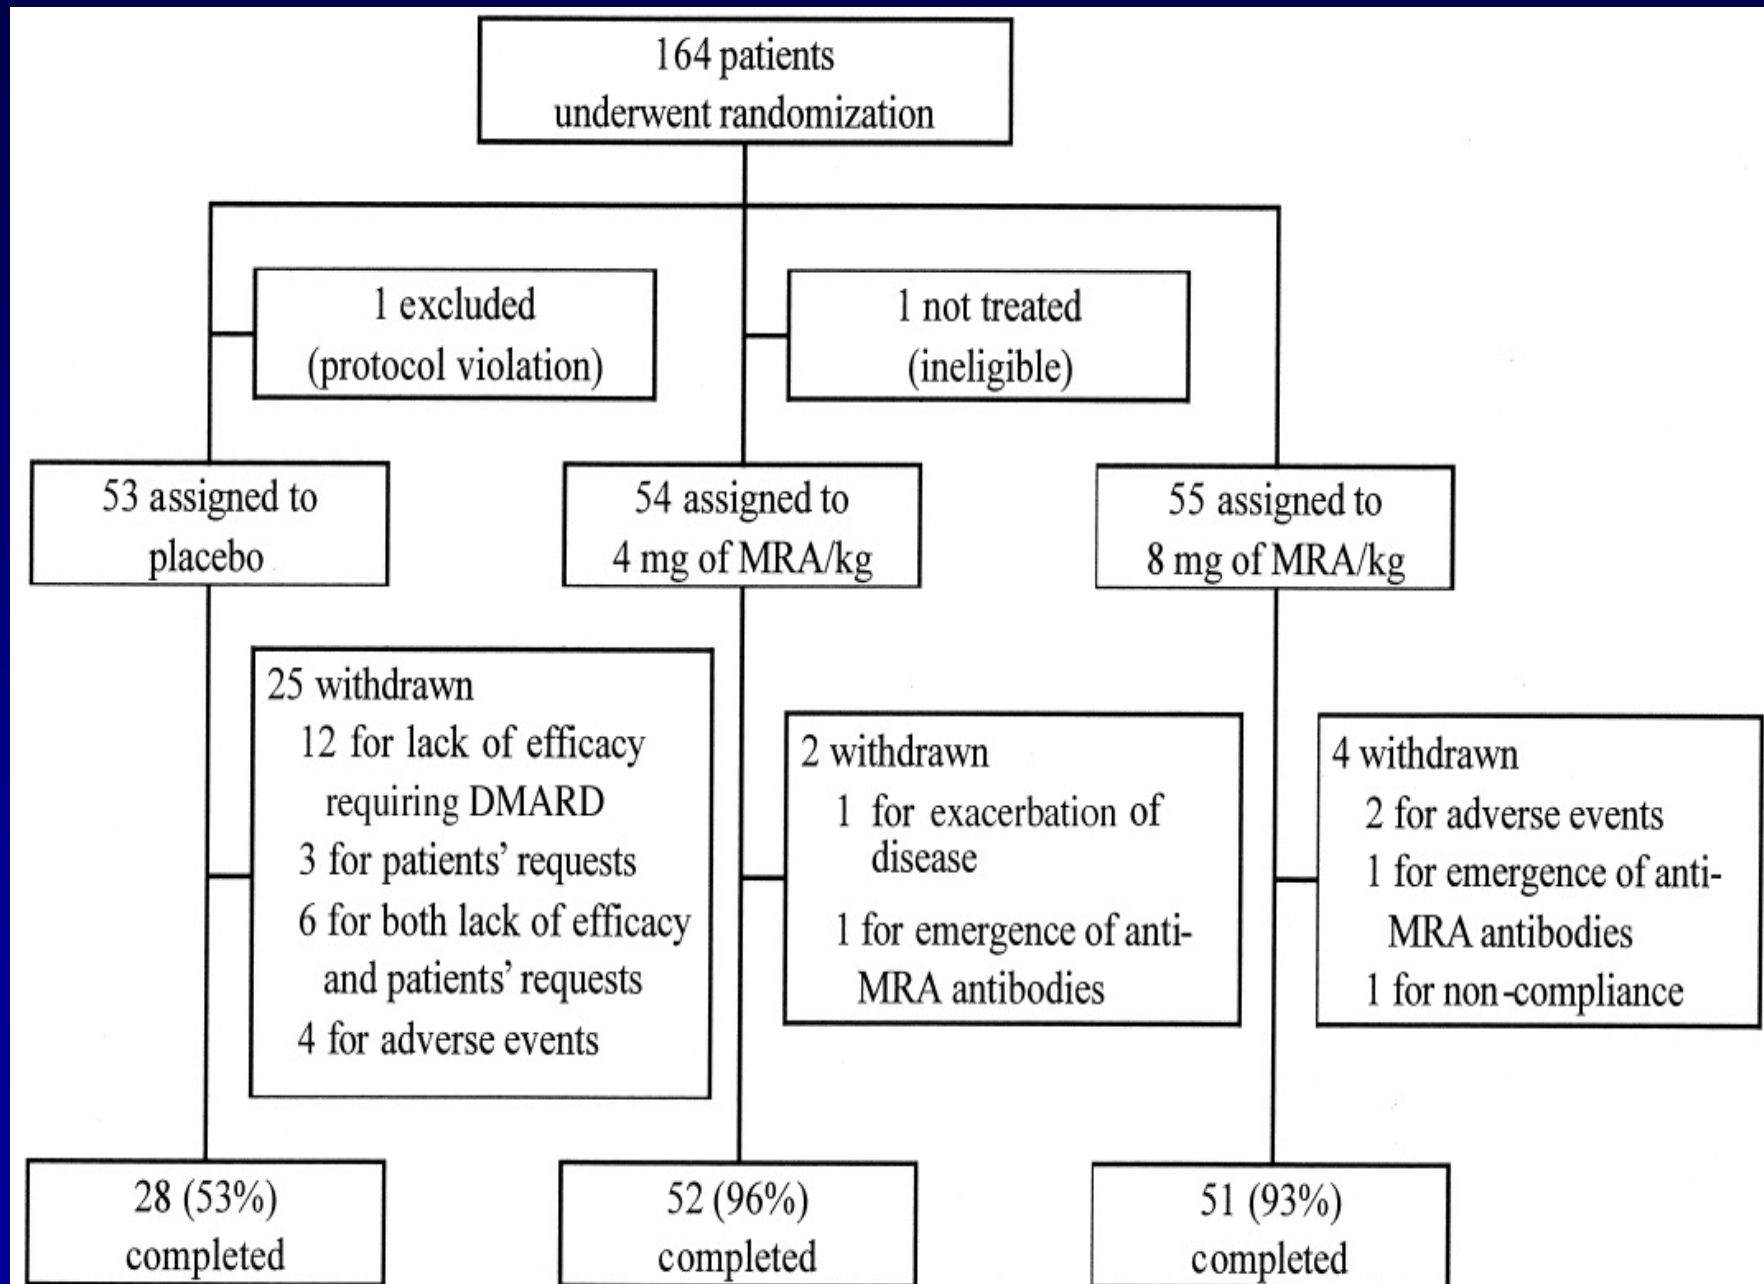 164 patients
underwent randomization
1 excluded
(protocol violation)
1 not treated
(ineligible)
53 assigned to
placebo
54 assigned to
4 mg of MRA/kg
55 assigned to
8 mg of MRA/kg
25 withdrawn
12 for lack of efficacy
requiring DMARD
3 for patients’ requests
6 for both lack of efficacy
and patients’ requests
4 for adverse events
2 withdrawn
1 for exacerbation of
disease
1 for emergence of anti-
MRA antibodies
4 withdrawn
2 for adverse events
1 for emergence of anti-
MRA antibodies
1 for non-compliance
28 (53%)
completed
52 (96%)
completed
51 (93%)
completed